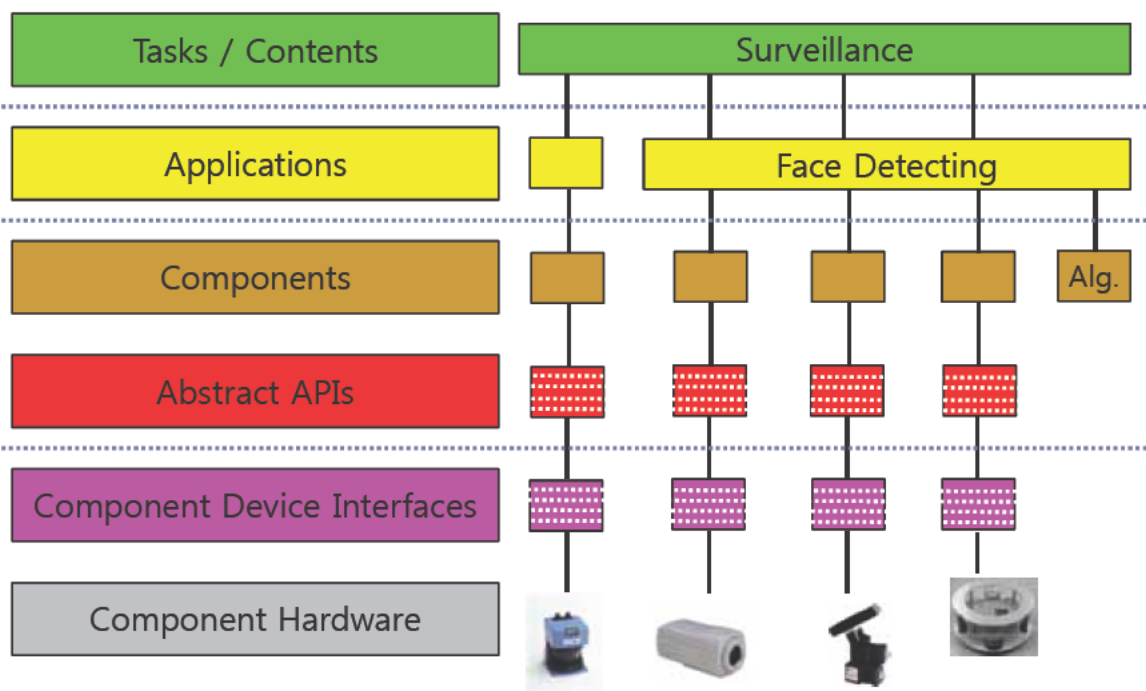 Tasks / Contents
Surveillance
Applications
Face Detecting
Components
Alg.
Abstract APIs
Component Device Interfaces
Component Hardware